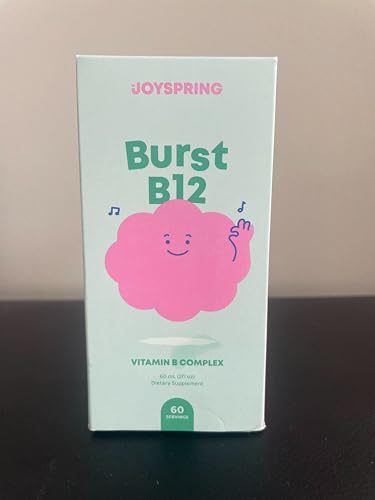 JOYSPRING
Burst
B12
VITAMIN B COMPLEX
60 mL (2fl oz)
Dietary Supplement
60
SERVINGS